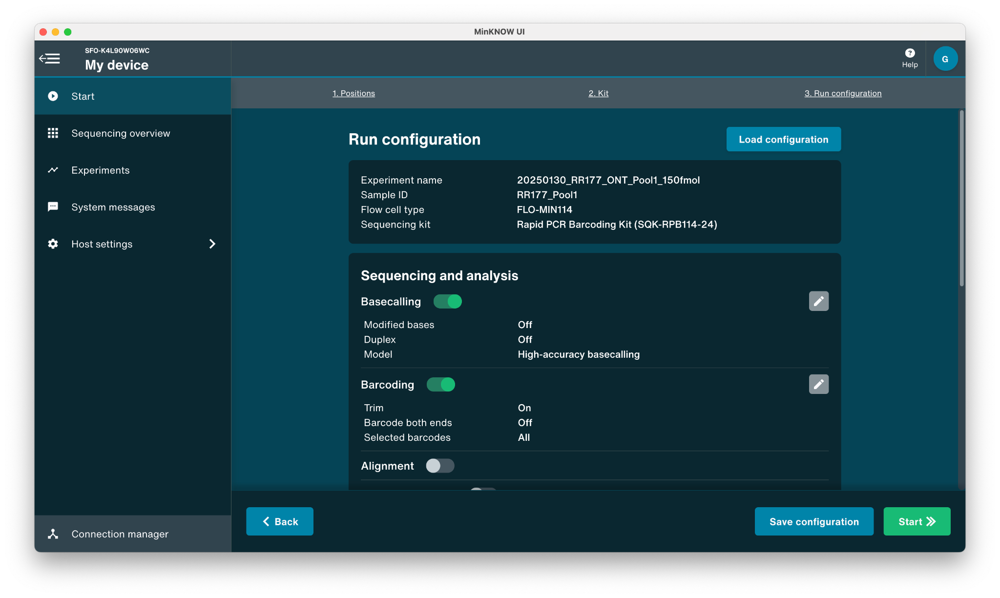 MinKNOW UI
SFO-K4L90W06WC
My device
? Help
G
Start
Sequencing overview
Experiments
System messages
Host settings
Connection manager
1. Positions
2. Kit
3. Run configuration
Run configuration
Load configuration
Experiment name 20250130_RR177_ONT_Pool1_150fmol
Sample ID RR177_Pool1
Flow cell type FLO-MIN114
Sequencing kit Rapid PCR Barcoding Kit (SQK-RPB114-24)
Sequencing and analysis
Basecalling
Modified bases Off
Duplex Off
Model High-accuracy basecalling
Barcoding
Trim On
Barcode both ends Off
Selected barcodes All
Alignment
Back
Save configuration
Start